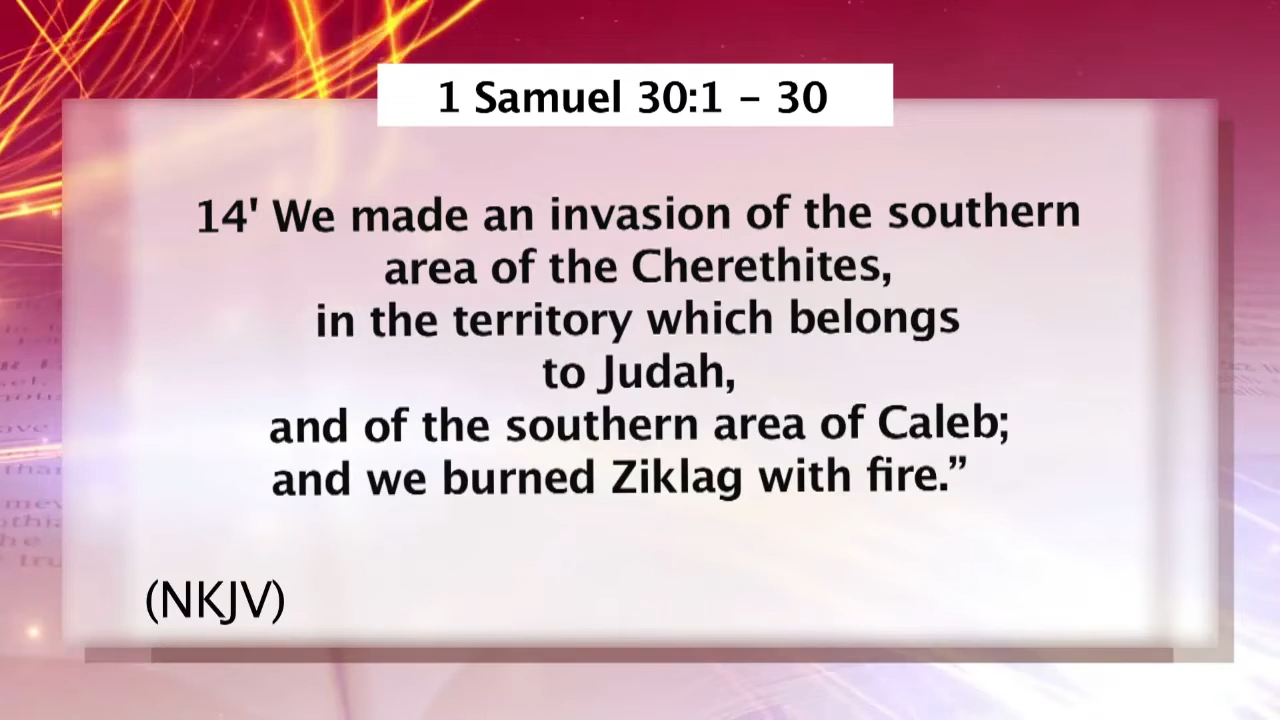 1 Samuel 30:1 – 30
14' We made an invasion of the southern
area of the Cherethites,
in the territory which belongs
to Judah,
and of the southern area of Caleb;
and we burned Ziklag with fire.”
(NKJV)